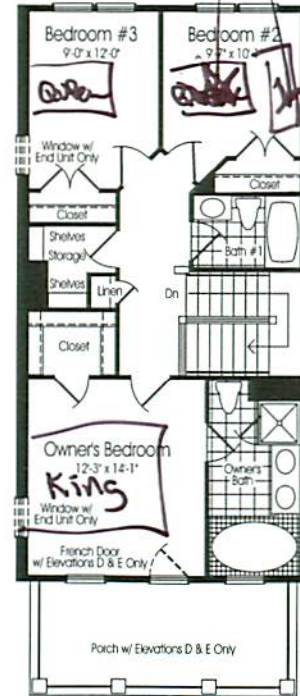 Bedroom #3
9'-0" x 12'-0"
Bedroom #2
Queen
Window w/
End Unit Only
Closet
Closet
Shelves
Storage
Shelves
Linen
Bath #1
Dn
Closet
Owner's Bedroom
12'-3" x 14'-1"
King
Window w/
End Unit Only
Owner's
Bath
French Door
w/ Elevations D & E Only
Porch w/ Elevations D & E Only